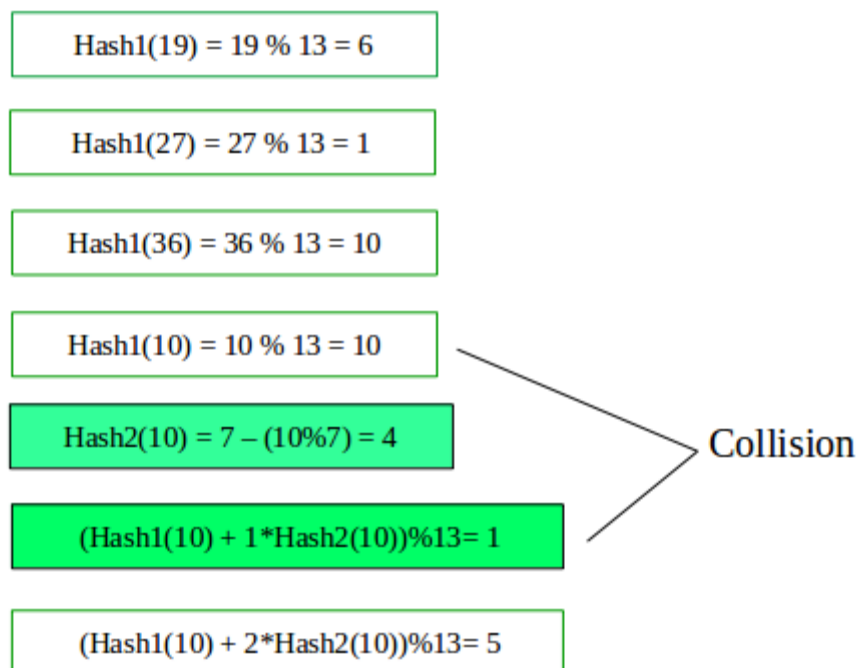 Hash1(19) = 19 % 13 = 6
Hash1(27) = 27 % 13 = 1
Hash1(36) = 36 % 13 = 10
Hash1(10) = 10 % 13 = 10
Hash2(10) = 7 – (10%7) = 4
Collision
(Hash1(10) + 1*Hash2(10))%13= 1
(Hash1(10) + 2*Hash2(10))%13= 5